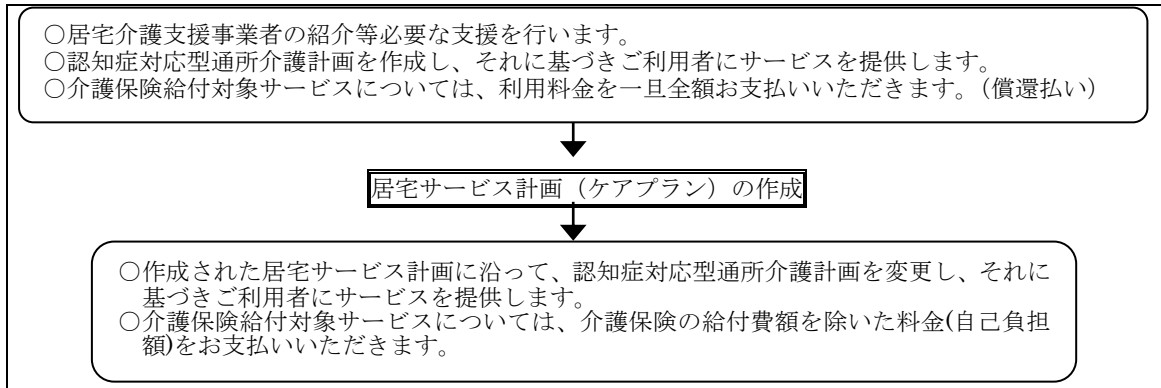 ○居宅介護支援事業者の紹介等必要な支援を行います。
○認知症対応型通所介護計画を作成し、それに基づきご利用者にサービスを提供します。
○介護保険給付対象サービスについては、利用料金を一旦全額お支払いいただきます。（償還払い）
居宅サービス計画（ケアプラン）の作成
○作成された居宅サービス計画に沿って、認知症対応型通所介護計画を変更し、それに
基づきご利用者にサービスを提供します。
○介護保険給付対象サービスについては、介護保険の給付費額を除いた料金(自己負担
額)をお支払いいただきます。